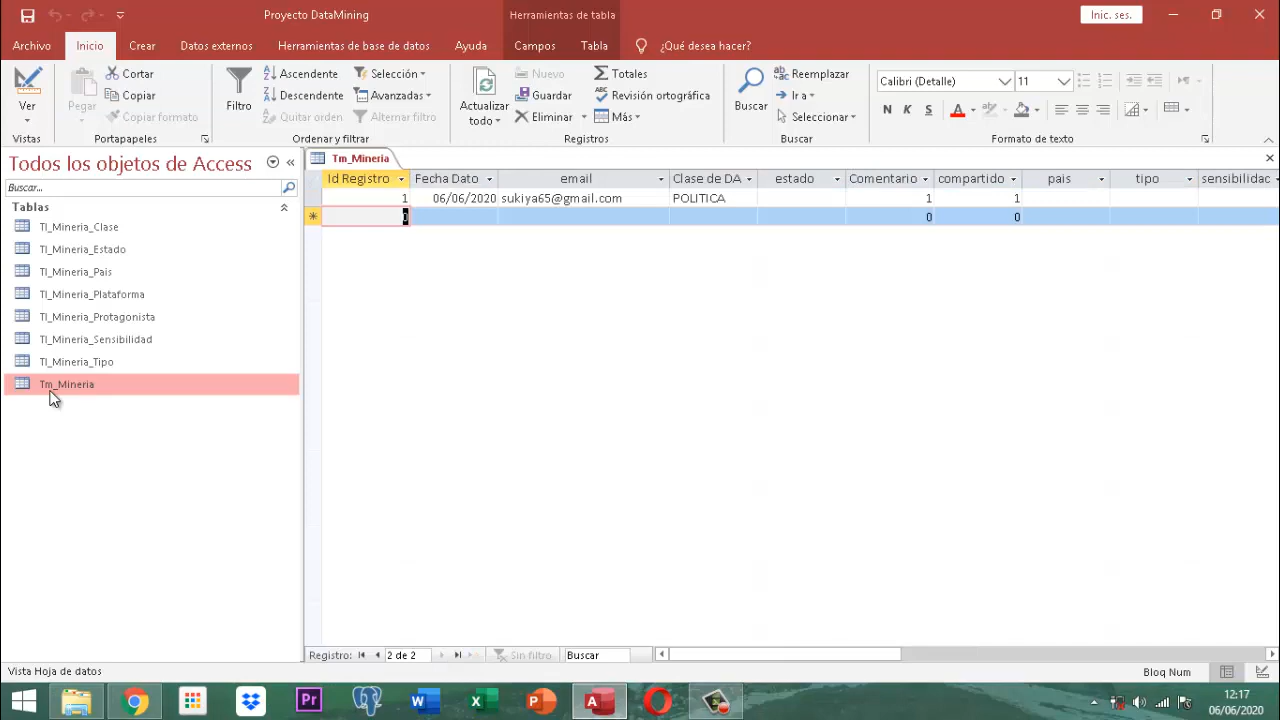 Proyecto DataMining
Herramientas de tabla
Inic. ses.
Archivo Inicio Crear Datos externos Herramientas de base de datos Ayuda Campos Tabla ¿Qué desea hacer?
Ver
Vistas
Pegar
Cortar
Copiar
Copiar formato
Portapapeles
Filtro
Ascendente
Descendente
Quitar orden
Selección
Avanzadas
Alternar filtro
Ordenar y filtrar
Actualizar
todo
Nuevo
Guardar
Eliminar
Totales
Revisión ortográfica
Más
Registros
Buscar
Reemplazar
Ir a
Seleccionar
Buscar
Calibri (Detalle) 11
N K S A
Formato de texto
Todos los objetos de Access
Buscar...
Tablas
Tl_Mineria_Clase
Tl_Mineria_Estado
Tl_Mineria_Pais
Tl_Mineria_Plataforma
Tl_Mineria_Protagonista
Tl_Mineria_Sensibilidad
Tl_Mineria_Tipo
Tm_Mineria
Tm_Mineria
Id Registro Fecha Dato email Clase de DA estado Comentario compartido pais tipo sensibilidac
1 06/06/2020 sukiya65@gmail.com POLITICA 1 1
0 0 0
Registro: 2 de 2 Sin filtro Buscar
Vista Hoja de datos
Bloq Num
Pr
12:17
06/06/2020